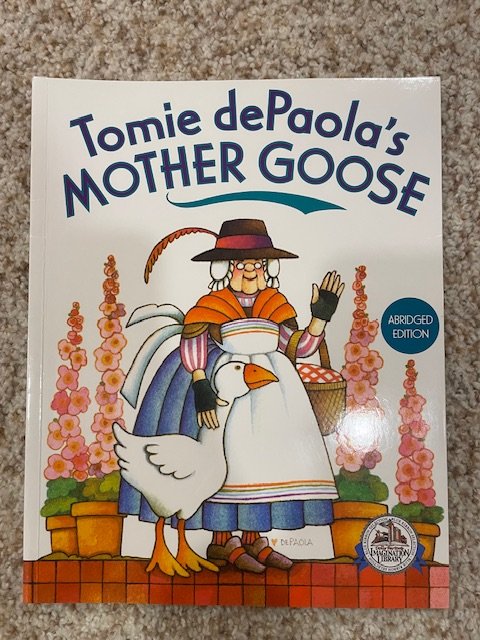 Tomie dePaola's
MOTHER GOOSE
ABRIDGED
EDITION
DEPAOLA
IMAGINATION
LIBRARY